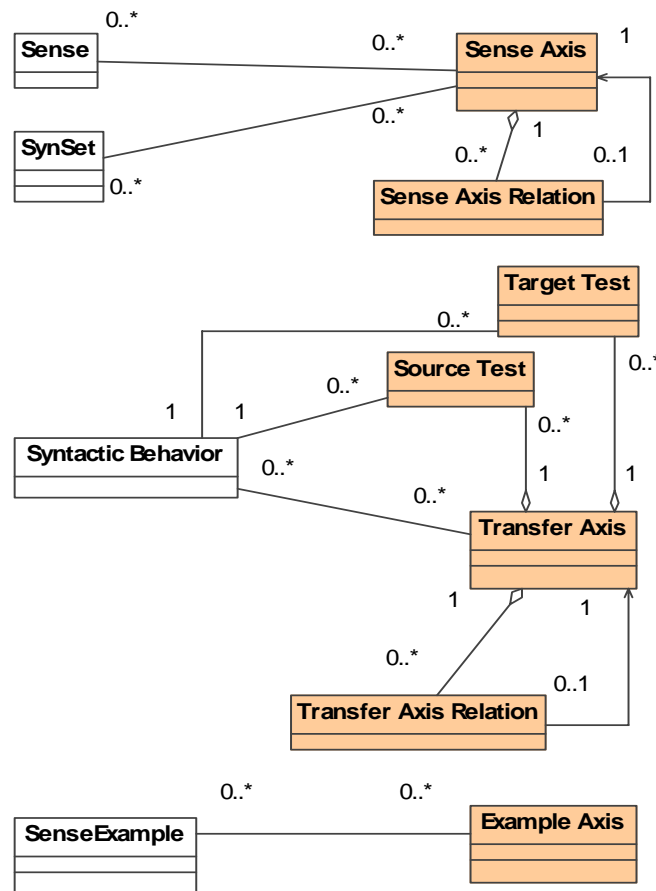 0..*
0..*
1
Sense
Sense Axis
0..*
1
SynSet
0..*
0..*
0..1
Sense Axis Relation
Target Test
0..*
0..*
Source Test
0..*
1
1
0..*
Syntactic Behavior
0..*
0..*
1
1
Transfer Axis
1
1
0..*
0..1
Transfer Axis Relation
0..*
0..*
SenseExample
Example Axis